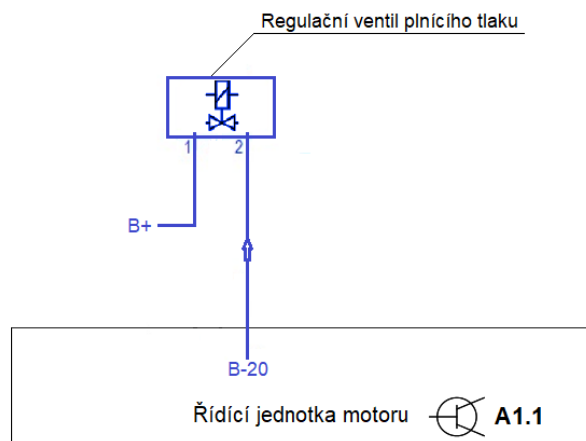 Regulační ventil plnícího tlaku
1 2
B+
B-20
Řídící jednotka motoru A1.1